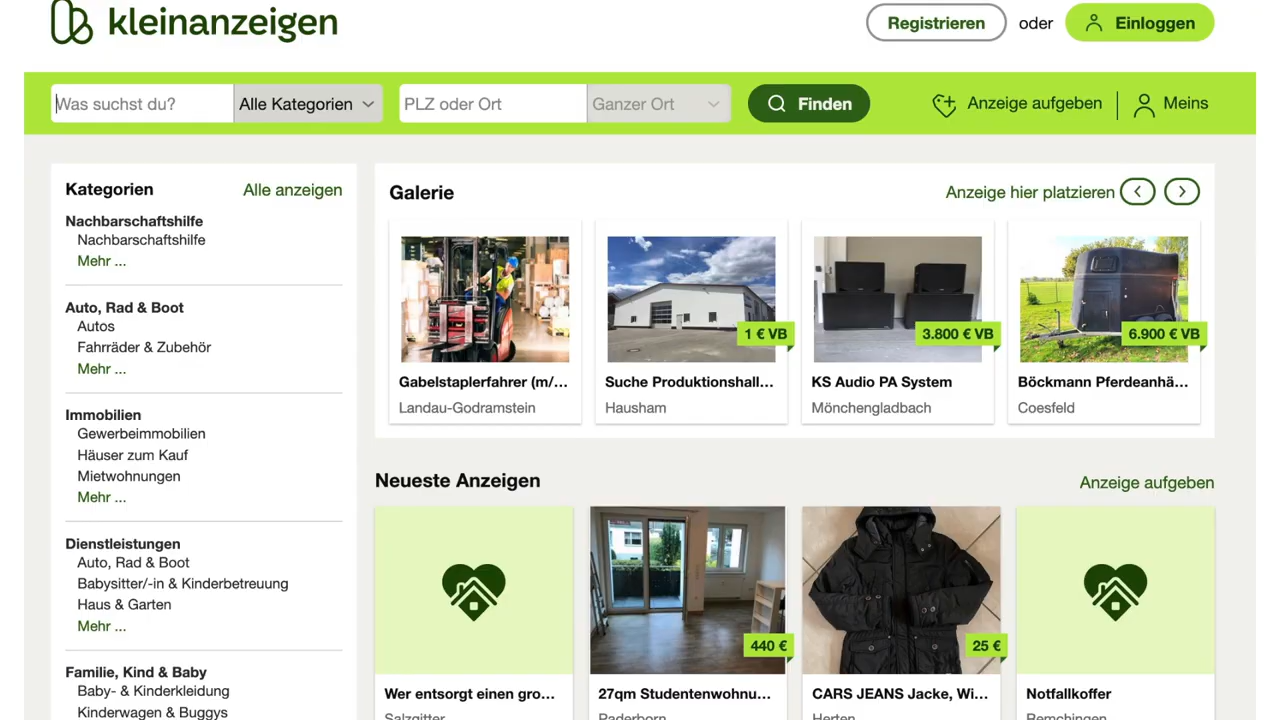 kleinanzeigen
Registrieren oder Einloggen
Was suchst du? Alle Kategorien PLZ oder Ort Ganzer Ort Finden Anzeige aufgeben Meins
Kategorien Alle anzeigen
Nachbarschaftshilfe
Nachbarschaftshilfe
Mehr ...
Auto, Rad & Boot
Autos
Fahrräder & Zubehör
Mehr ...
Immobilien
Gewerbeimmobilien
Häuser zum Kauf
Mietwohnungen
Mehr ...
Dienstleistungen
Auto, Rad & Boot
Babysitter/-in & Kinderbetreuung
Haus & Garten
Mehr ...
Familie, Kind & Baby
Baby- & Kinderkleidung
Kinderwagen & Buggys
Galerie Anzeige hier platzieren
1 € VB 3.800 € VB 6.900 € VB
Gabelstaplerfahrer (m/... Suche Produktionshall... KS Audio PA System Böckmann Pferdeanhä...
Landau-Godramstein Hausham Mönchengladbach Coesfeld
Neueste Anzeigen Anzeige aufgeben
440 € 25 €
Wer entsorgt einen gro... 27qm Studentenwohnu... CARS JEANS Jacke, Wi... Notfallkoffer
Salzgitter Paderborn Herten Remchingen